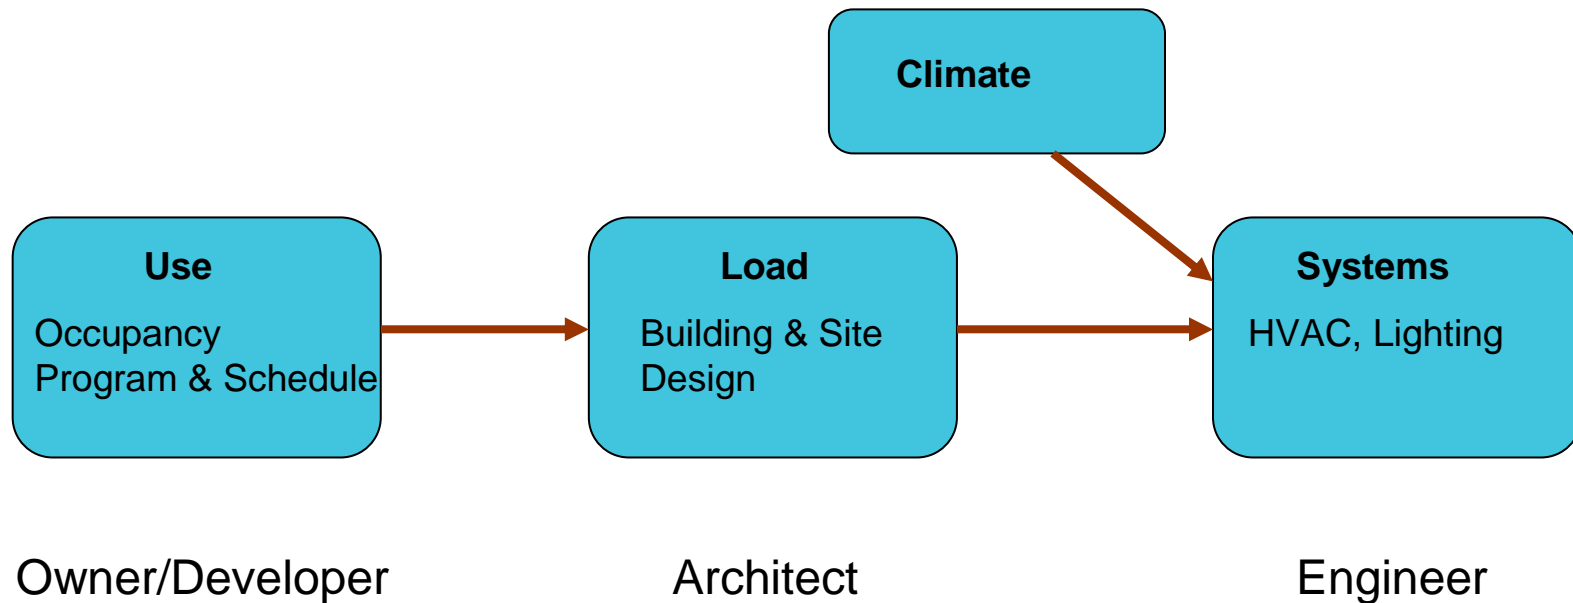 Climate
Use
Occupancy
Program & Schedule
Load
Building & Site
Design
Systems
HVAC, Lighting
Owner/Developer
Architect
Engineer